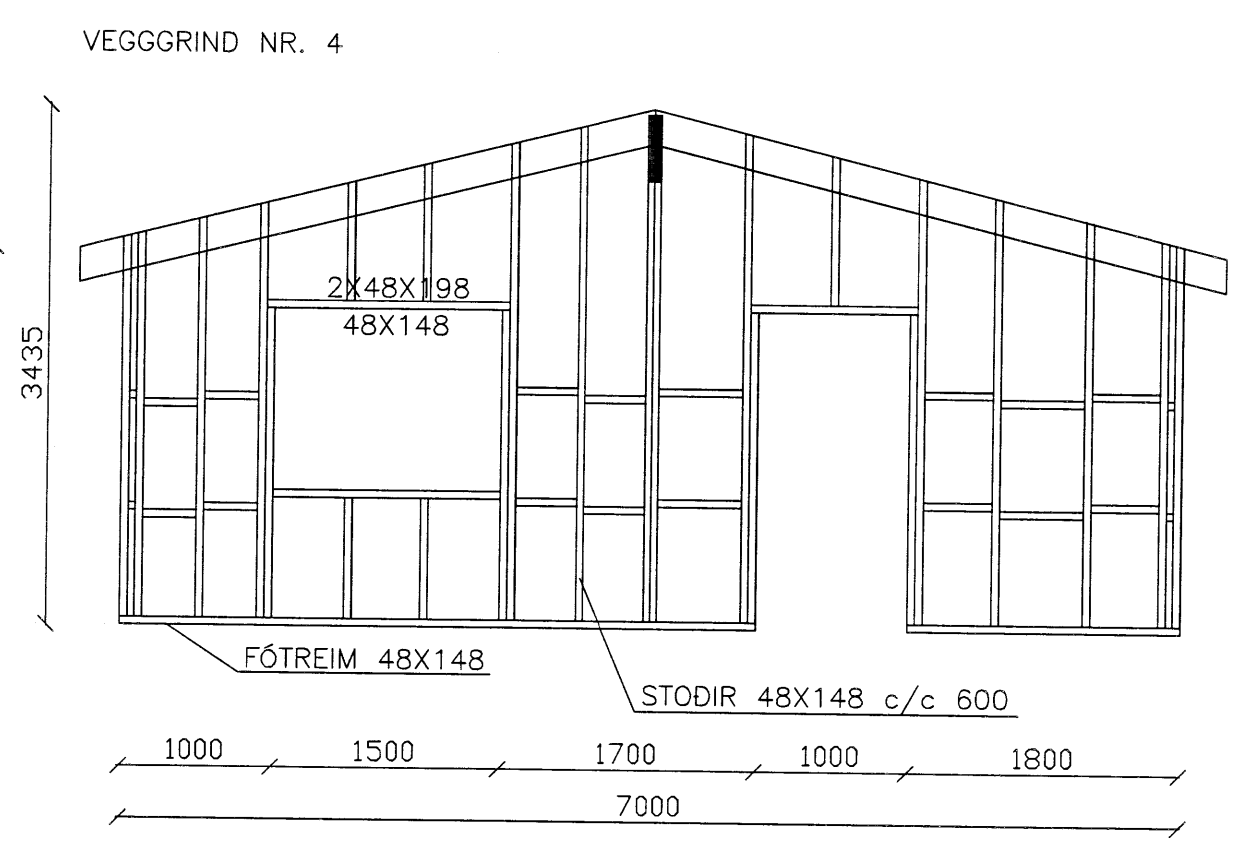 VEGGGRIND NR. 4
3435
2X48X198
48X148
FÓTREIM 48X148
STOÐIR 48X148 c/c 600
1000 1500 1700 1000 1800
7000